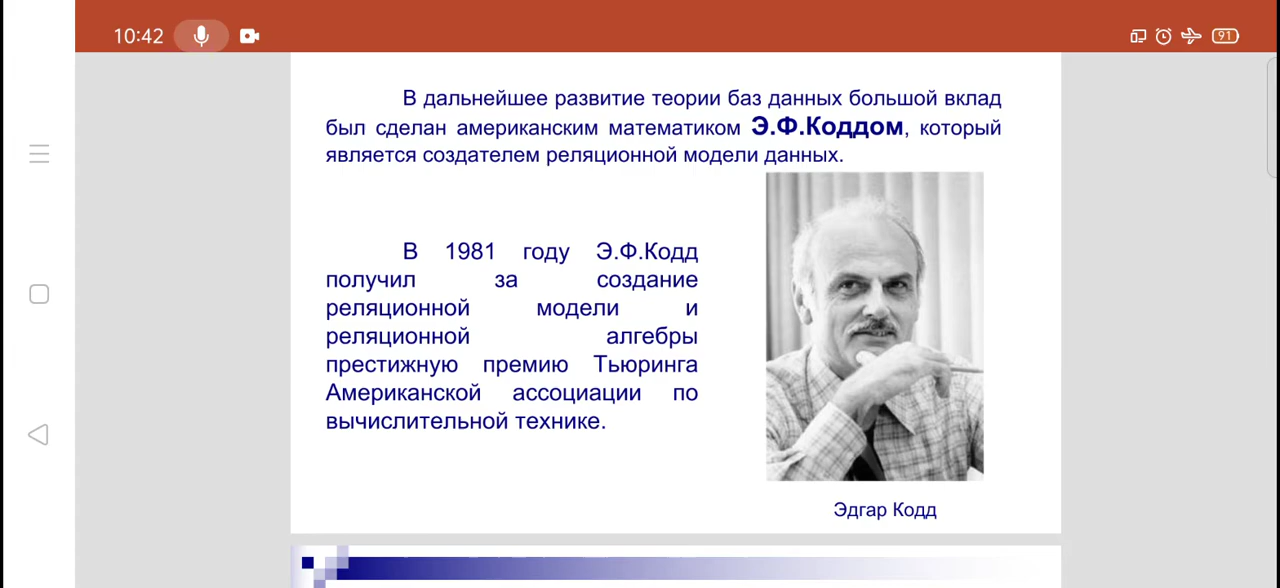 10:42
91
В дальнейшее развитие теории баз данных большой вклад
был сделан американским математиком Э.Ф.Коддом, который
является создателем реляционной модели данных.
В 1981 году Э.Ф.Кодд
получил за создание
реляционной модели и
реляционной алгебры
престижную премию Тьюринга
Американской ассоциации по
вычислительной технике.
Эдгар Кодд